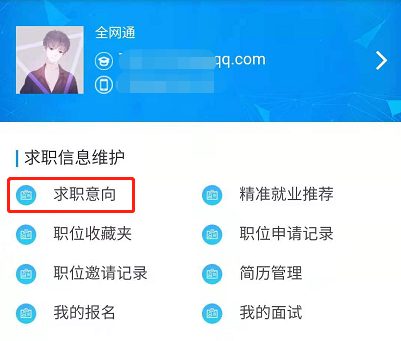 全网通
qq.com
求职信息维护
求职意向 精准就业推荐
职位收藏夹 职位申请记录
职位邀请记录 简历管理
我的报名 我的面试